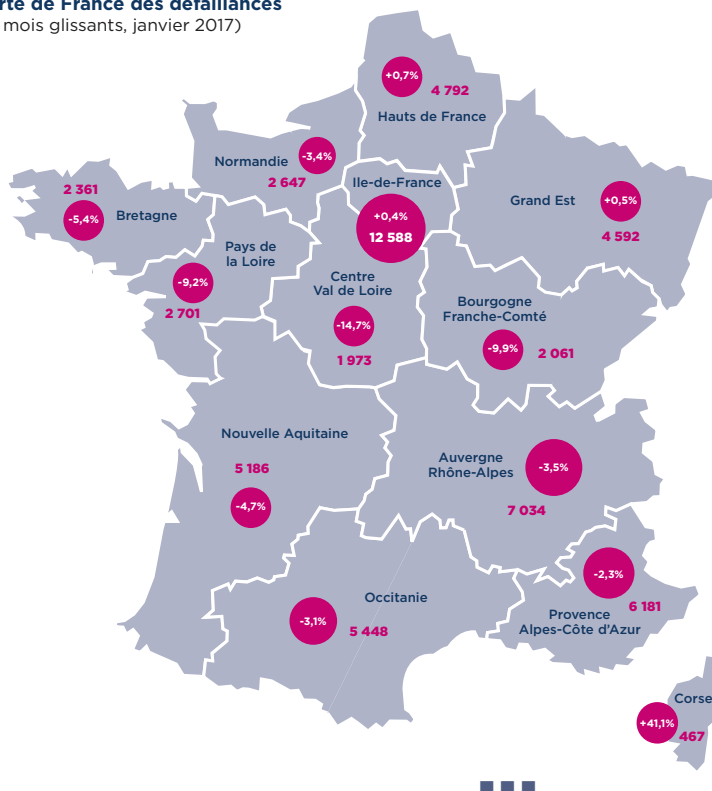 rte de France des défaillances
mois glissants, janvier 2017)
+0,7%
4 792
Hauts de France
Normandie
-3,4%
2 647
Ile-de-France
+0,4%
12 588
Grand Est
+0,5%
4 592
2 361
-5,4%
Bretagne
Pays de
la Loire
-9,2%
2 701
Centre
Val de Loire
-14,7%
1 973
Bourgogne
Franche-Comté
-9,9%
2 061
Nouvelle Aquitaine
5 186
-4,7%
Auvergne
Rhône-Alpes
-3,5%
7 034
Occitanie
-3,1%
5 448
-2,3%
6 181
Provence
Alpes-Côte d'Azur
Corse
+41,1%
467